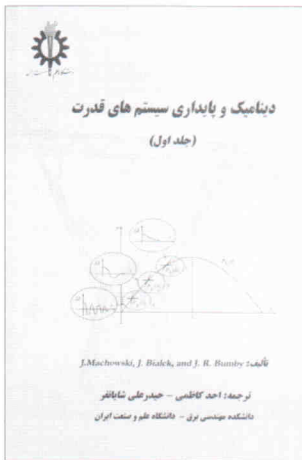 دینامیک و پایداری سیستم های قدرت
(جلد اول)
تألیف: J.Machowski, J. Bialek, and J. R. Bumby
ترجمه: احد کاظمی - حیدرعلی شایانفر
دانشکده مهندسی برق - دانشگاه علم و صنعت ایران